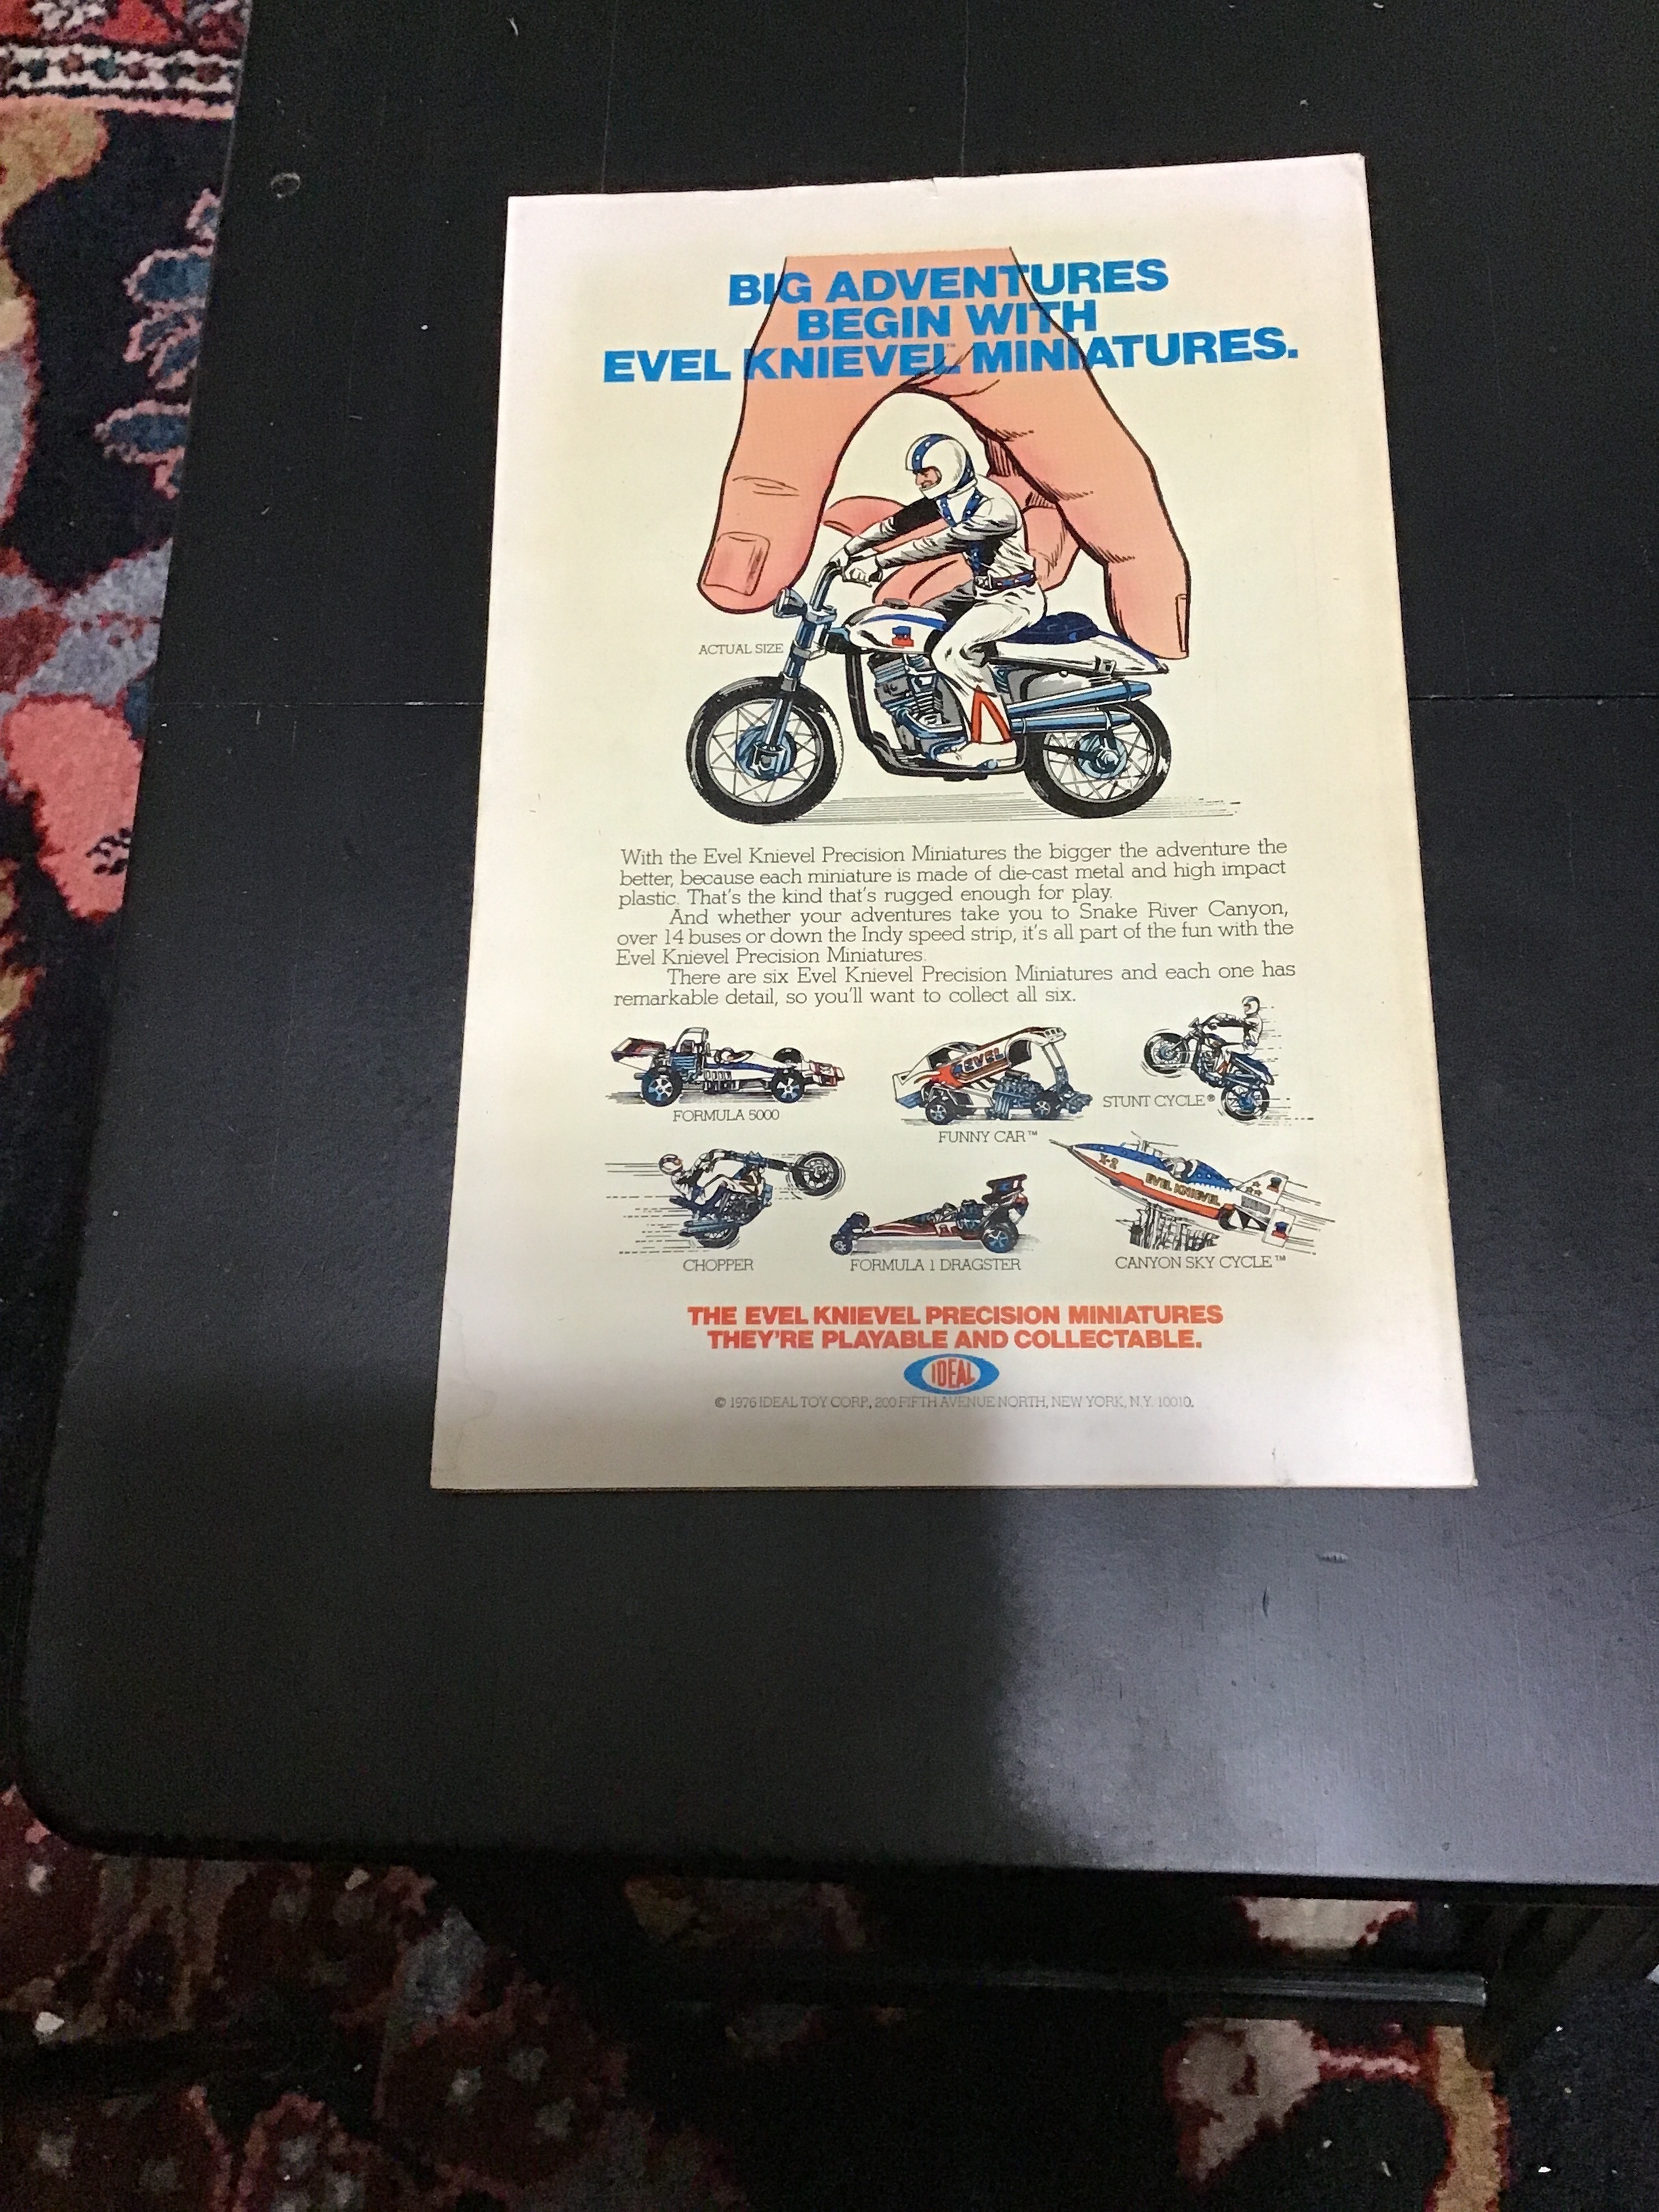 BIG ADVENTURES
BEGIN WITH
EVEL KNIEVEL™ MINIATURES.
ACTUAL SIZE
With the Evel Knievel Precision Miniatures the bigger the adventure the
better, because each miniature is made of die-cast metal and high impact
plastic. That's the kind that's rugged enough for play.
And whether your adventures take you to Snake River Canyon,
over 14 buses or down the Indy speed strip, it's all part of the fun with the
Evel Knievel Precision Miniatures.
There are six Evel Knievel Precision Miniatures and each one has
remarkable detail, so you'll want to collect all six.
FORMULA 5000
EVEL
FUNNY CAR™
STUNT CYCLE®
CHOPPER
FORMULA 1 DRAGSTER
X-2
EVEL KNIEVEL
CANYON SKY CYCLE™
THE EVEL KNIEVEL PRECISION MINIATURES
THEY'RE PLAYABLE AND COLLECTABLE.
IDEAL
© 1976 IDEAL TOY CORP., 200 FIFTH AVENUE NORTH, NEW YORK, N.Y. 10010.